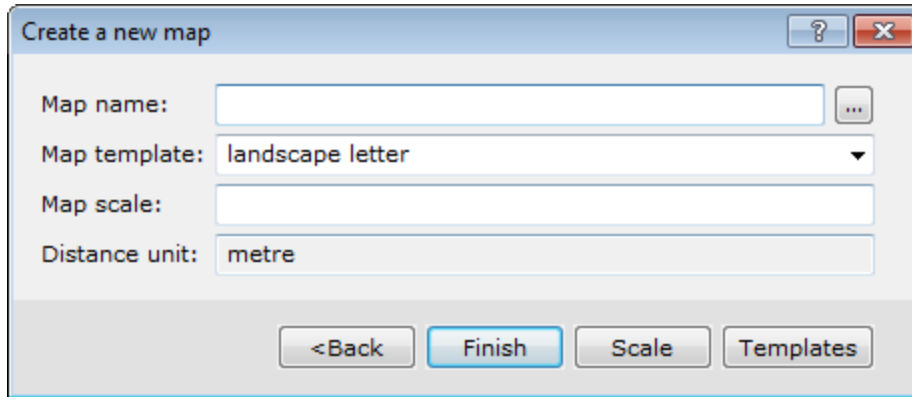 Create a new map ?
Map name: ...
Map template: landscape letter
Map scale:
Distance unit: metre
<Back Finish Scale Templates